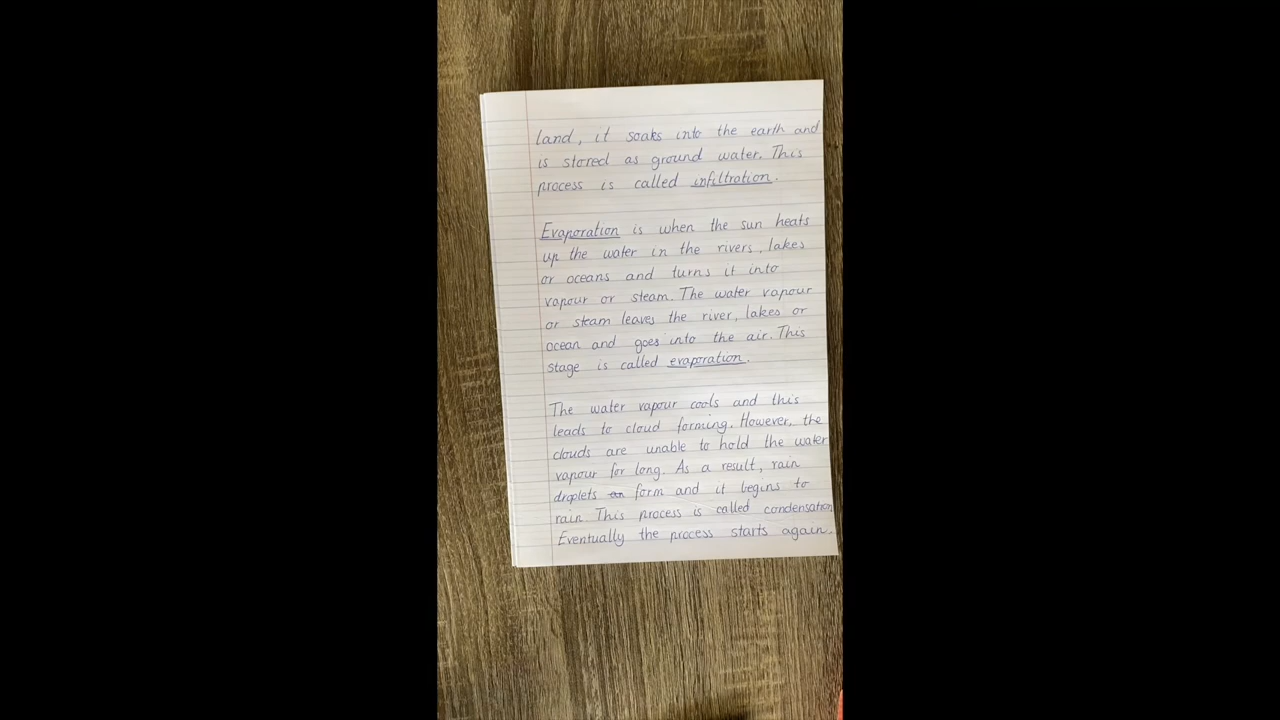 land, it soaks into the earth and
is stored as ground water. This
process is called infiltration.
Evaporation is when the sun heats
up the water in the rivers, lakes
or oceans and turns it into
vapour or steam. The water vapour
or steam leaves the river, lakes or
ocean and goes into the air. This
stage is called evaporation.
The water vapour cools and this
leads to cloud forming. However, the
clouds are unable to hold the water
vapour for long. As a result, rain
droplets form and it begins to
rain. This process is called condensation
Eventually the process starts again.